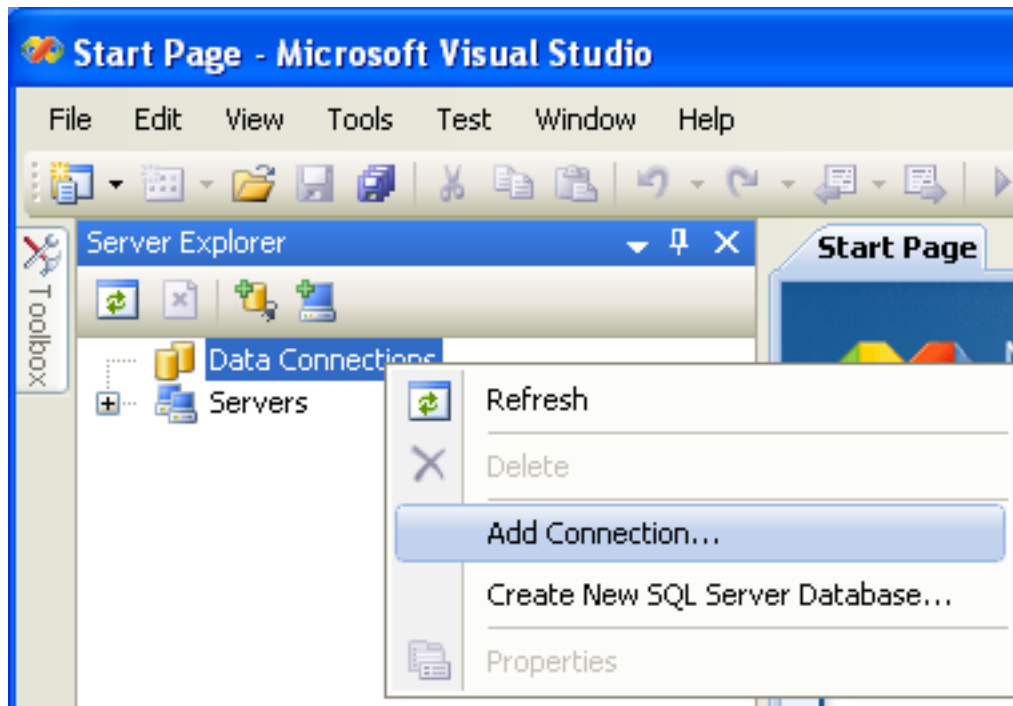 Start Page - Microsoft Visual Studio
File Edit View Tools Test Window Help
Server Explorer
Start Page
Toolbox
Data Connections
Servers
Refresh
Delete
Add Connection...
Create New SQL Server Database...
Properties